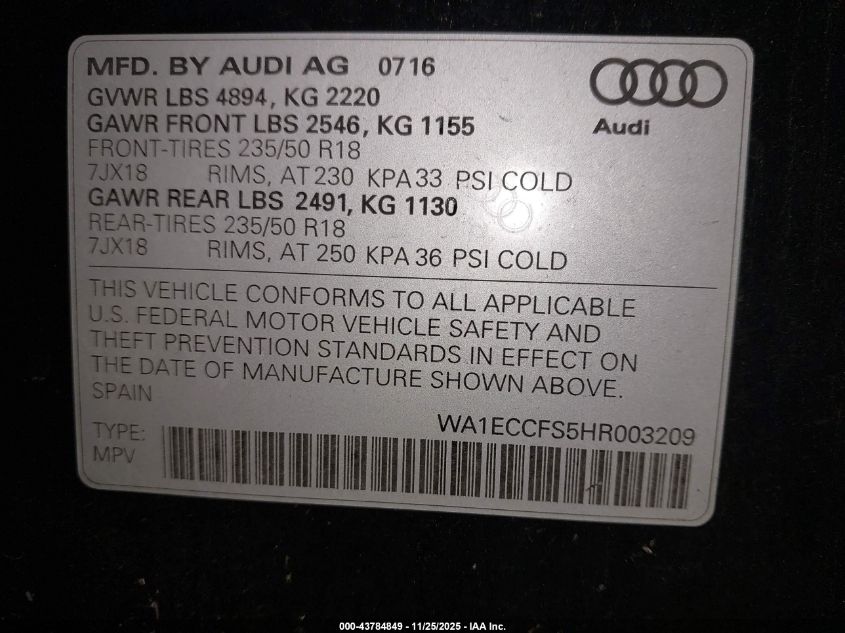 MFD. BY AUDI AG 0716
GVWR LBS 4894, KG 2220
GAWR FRONT LBS 2546, KG 1155
FRONT-TIRES 235/50 R18
7JX18 RIMS, AT 230 KPA 33 PSI COLD
GAWR REAR LBS 2491, KG 1130
REAR-TIRES 235/50 R18
7JX18 RIMS, AT 250 KPA 36 PSI COLD
Audi
THIS VEHICLE CONFORMS TO ALL APPLICABLE
U.S. FEDERAL MOTOR VEHICLE SAFETY AND
THEFT PREVENTION STANDARDS IN EFFECT ON
THE DATE OF MANUFACTURE SHOWN ABOVE.
SPAIN
WA1ECCFS5HR003209
TYPE:
MPV
000-43784849 - 11/25/2025 - IAA Inc.